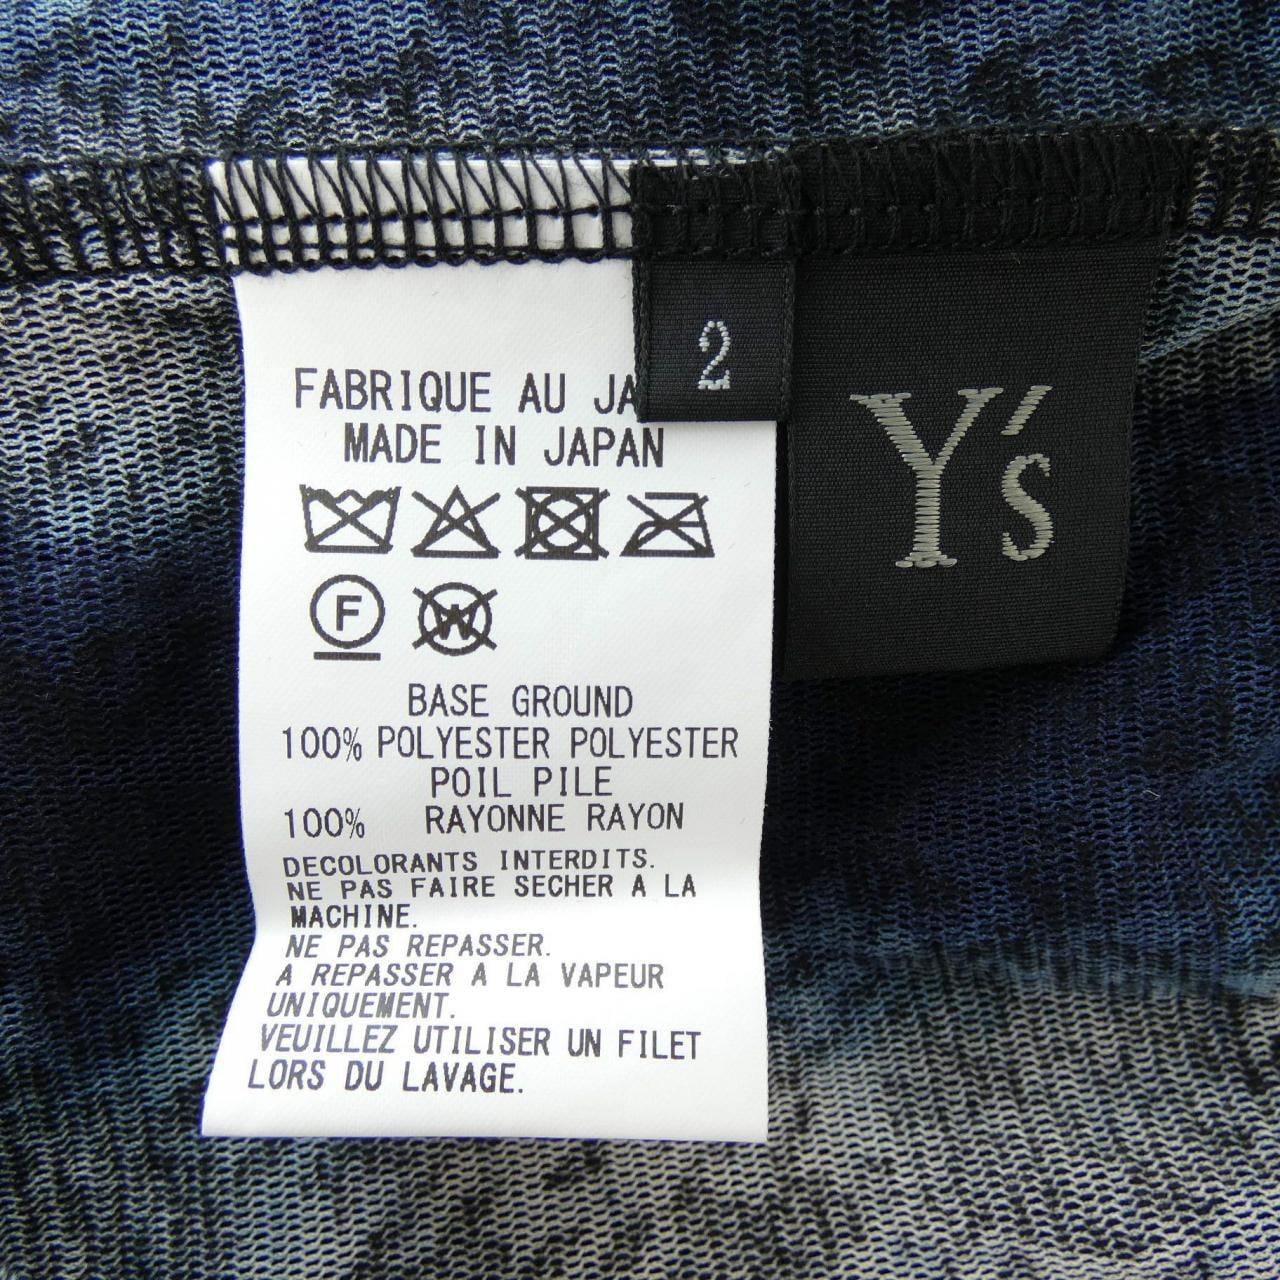 2
Y's
FABRIQUE AU JA
MADE IN JAPAN
F
W
BASE GROUND
100% POLYESTER POLYESTER
POIL PILE
100% RAYONNE RAYON
DECOLORANTS INTERDITS.
NE PAS FAIRE SECHER A LA
MACHINE.
NE PAS REPASSER.
A REPASSER A LA VAPEUR
UNIQUEMENT.
VEUILLEZ UTILISER UN FILET
LORS DU LAVAGE.